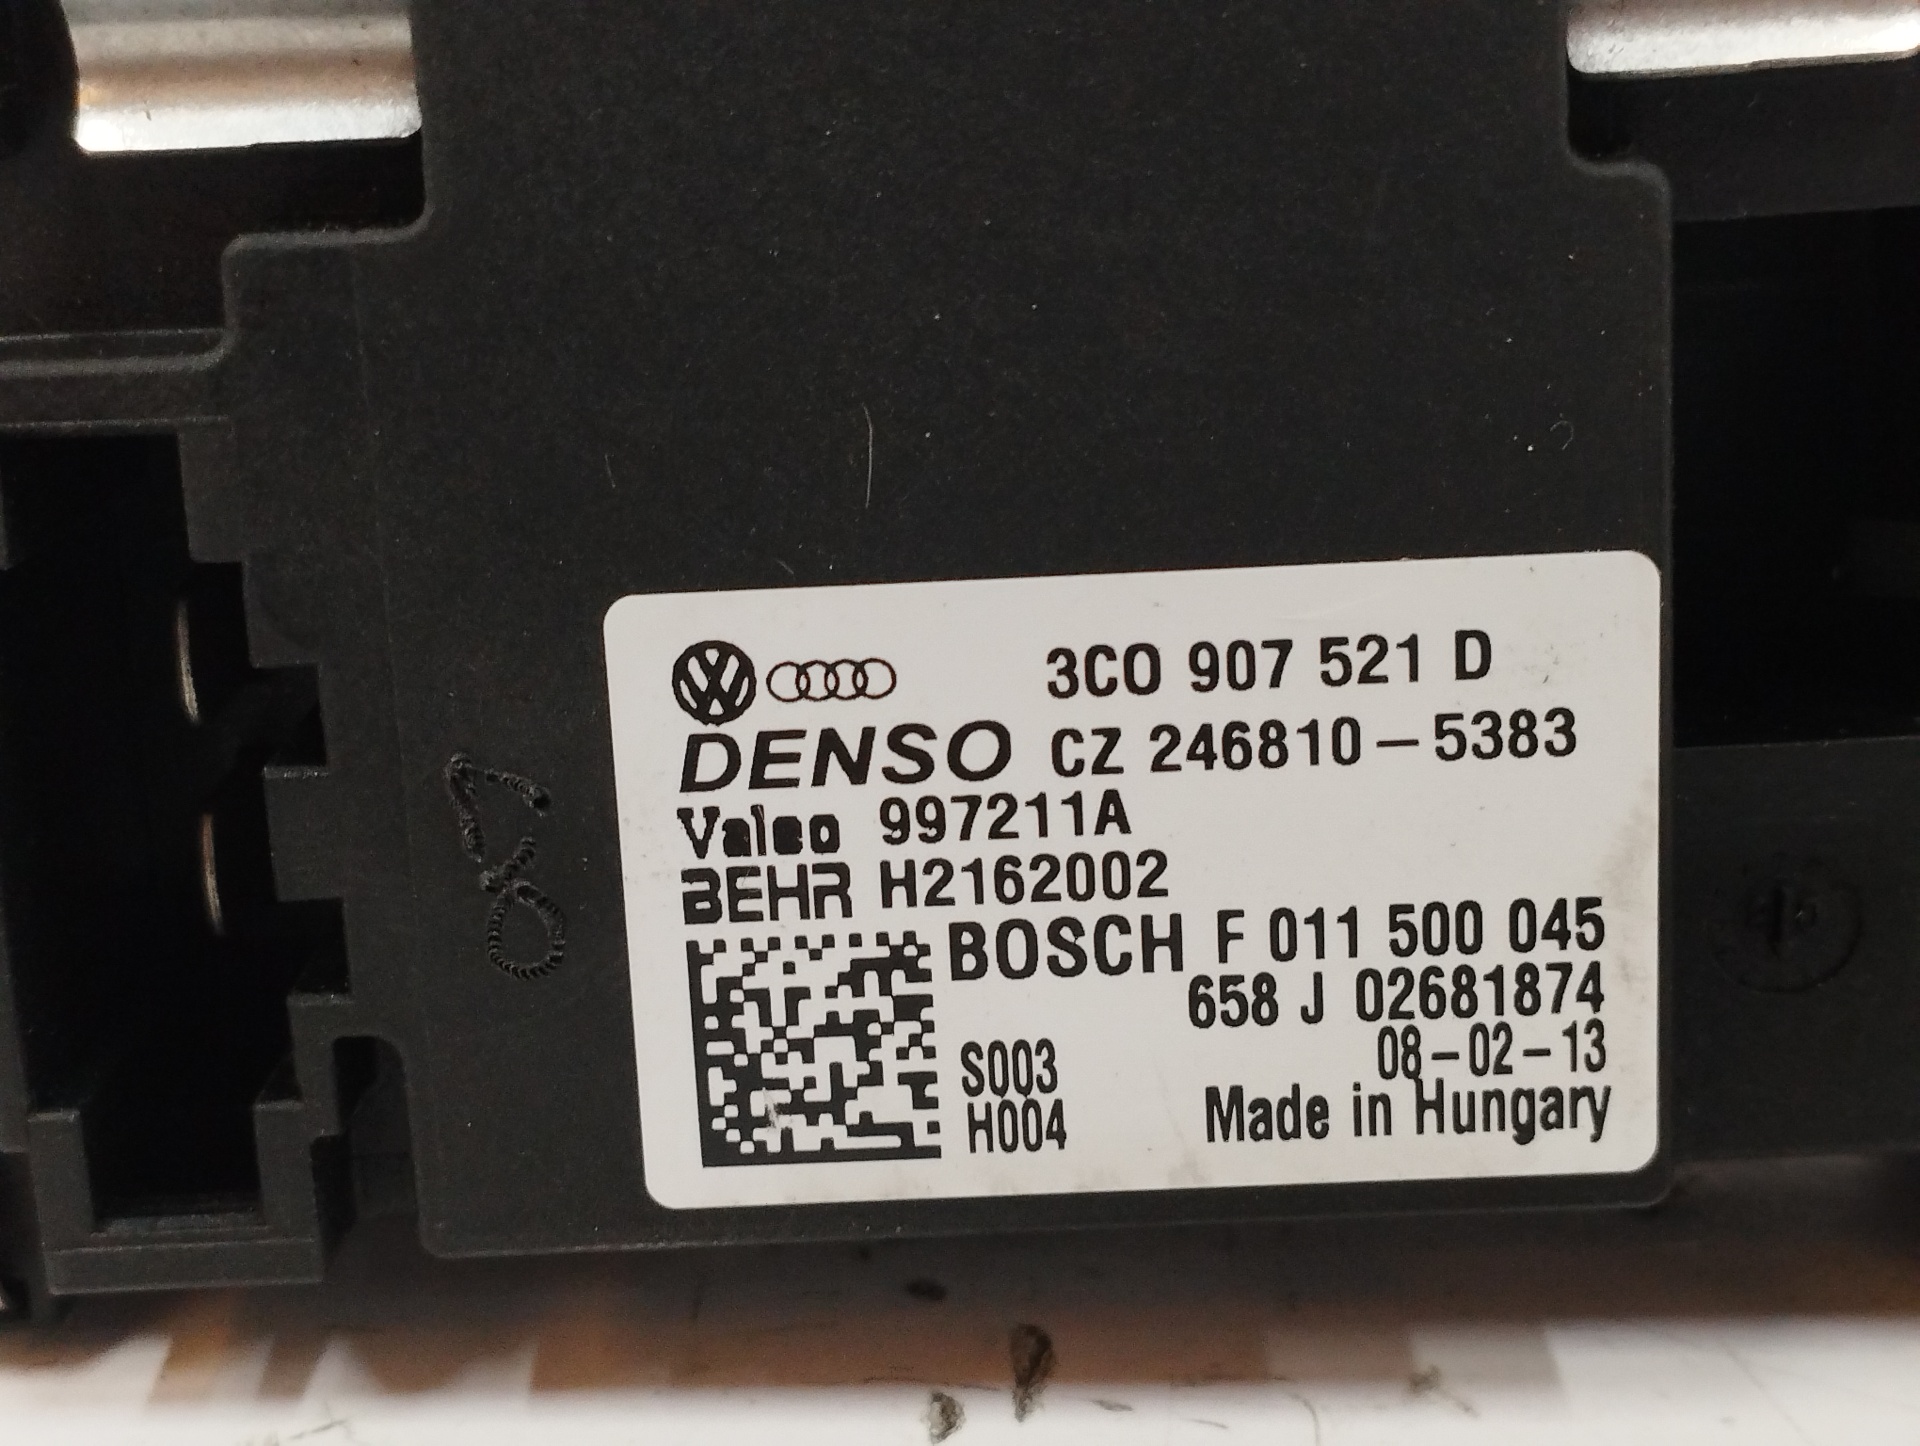 3C0 907 521 D
DENSO CZ 246810-5383
Valeo 997211A
BEHR H2162002
BOSCH F 011 500 045
658 J 02681874
S003 08-02-13
H004 Made in Hungary